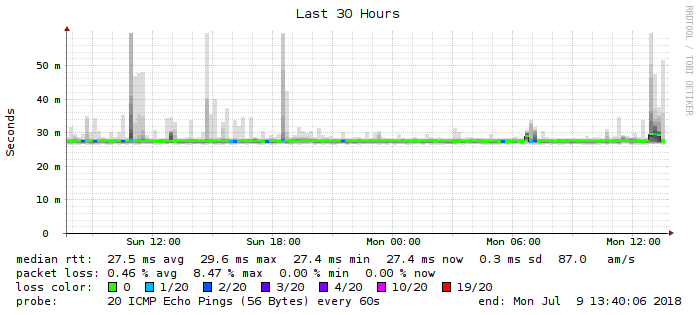 Last 30 Hours
RRDTOOL / TOBI OETIKER
Seconds
50 m
40 m
30 m
20 m
10 m
0
Sun 12:00 Sun 18:00 Mon 00:00 Mon 06:00 Mon 12:00
median rtt: 27.5 ms avg 29.6 ms max 27.4 ms min 27.4 ms now 0.3 ms sd 87.0 am/s
packet loss: 0.46 % avg 8.47 % max 0.00 % min 0.00 % now
loss color: 0 1/20 2/20 3/20 4/20 10/20 19/20
probe: 20 ICMP Echo Pings (56 Bytes) every 60s end: Mon Jul 9 13:40:06 2018